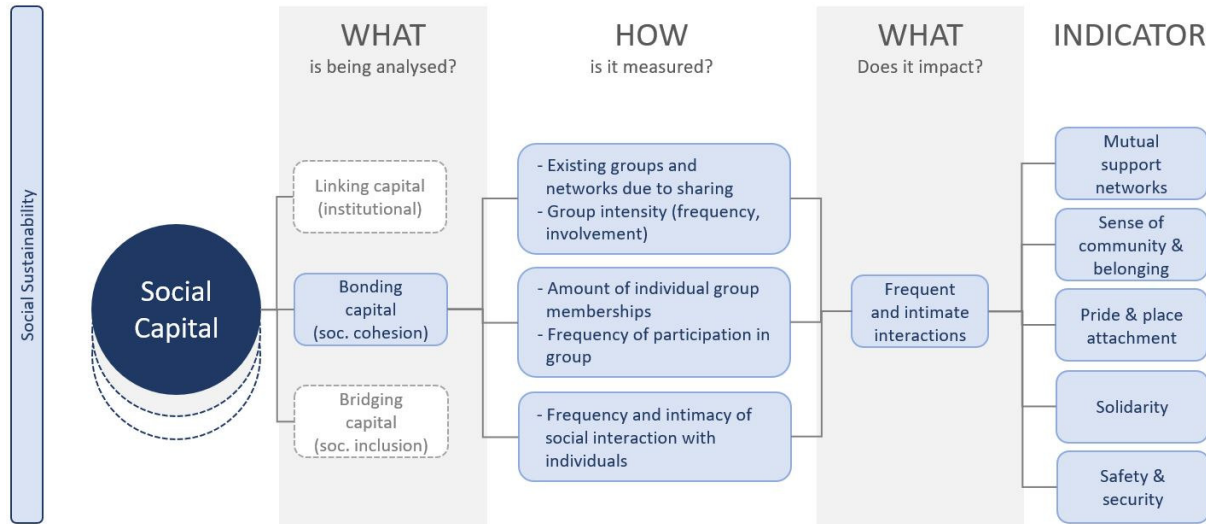 Social Sustainability
Social
Capital
WHAT
is being analysed?
Linking capital
(institutional)
Bonding
capital
(soc. cohesion)
Bridging
capital
(soc. inclusion)
HOW
is it measured?
- Existing groups and
networks due to sharing
- Group intensity (frequency,
involvement)
- Amount of individual group
memberships
- Frequency of participation in
group
- Frequency and intimacy of
social interaction with
individuals
WHAT
Does it impact?
Frequent
and intimate
interactions
INDICATOR
Mutual
support
networks
Sense of
community &
belonging
Pride & place
attachment
Solidarity
Safety &
security